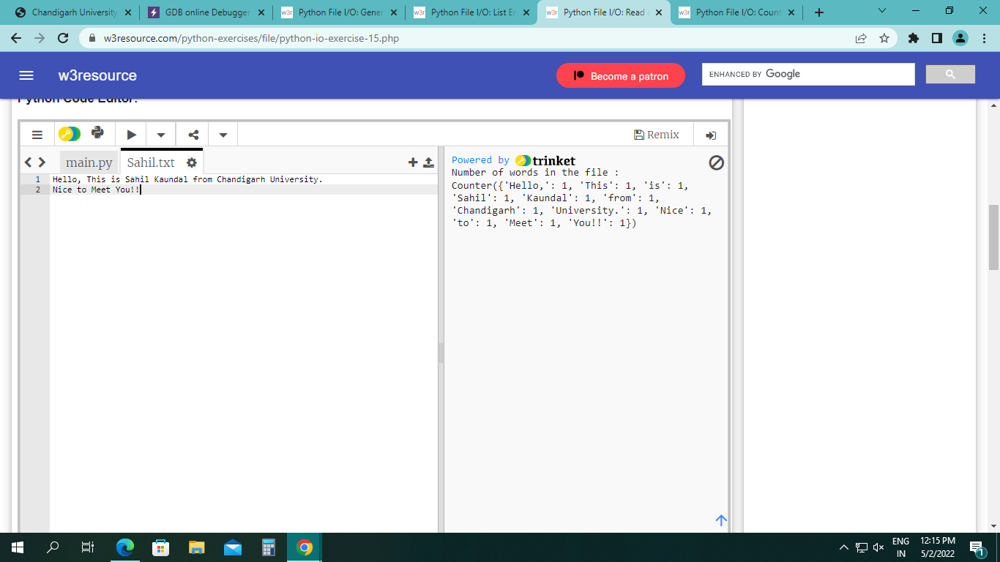 Chandigarh University
GDB online Debugger
Python File I/O: Gener
Python File I/O: List En
Python File I/O: Read a
Python File I/O: Count
w3resource.com/python-exercises/file/python-io-exercise-15.php
w3resource
Become a patron
ENHANCED BY Google
Python Code Editor:
Remix
main.py
Sahil.txt
1 Hello, This is Sahil Kaundal from Chandigarh University.
2 Nice to Meet You!!
Powered by trinket
Number of words in the file :
Counter({'Hello,': 1, 'This': 1, 'is': 1,
'Sahil': 1, 'Kaundal': 1, 'from': 1,
'Chandigarh': 1, 'University.': 1, 'Nice': 1,
'to': 1, 'Meet': 1, 'You!!': 1})
ENG
IN
12:15 PM
5/2/2022
1